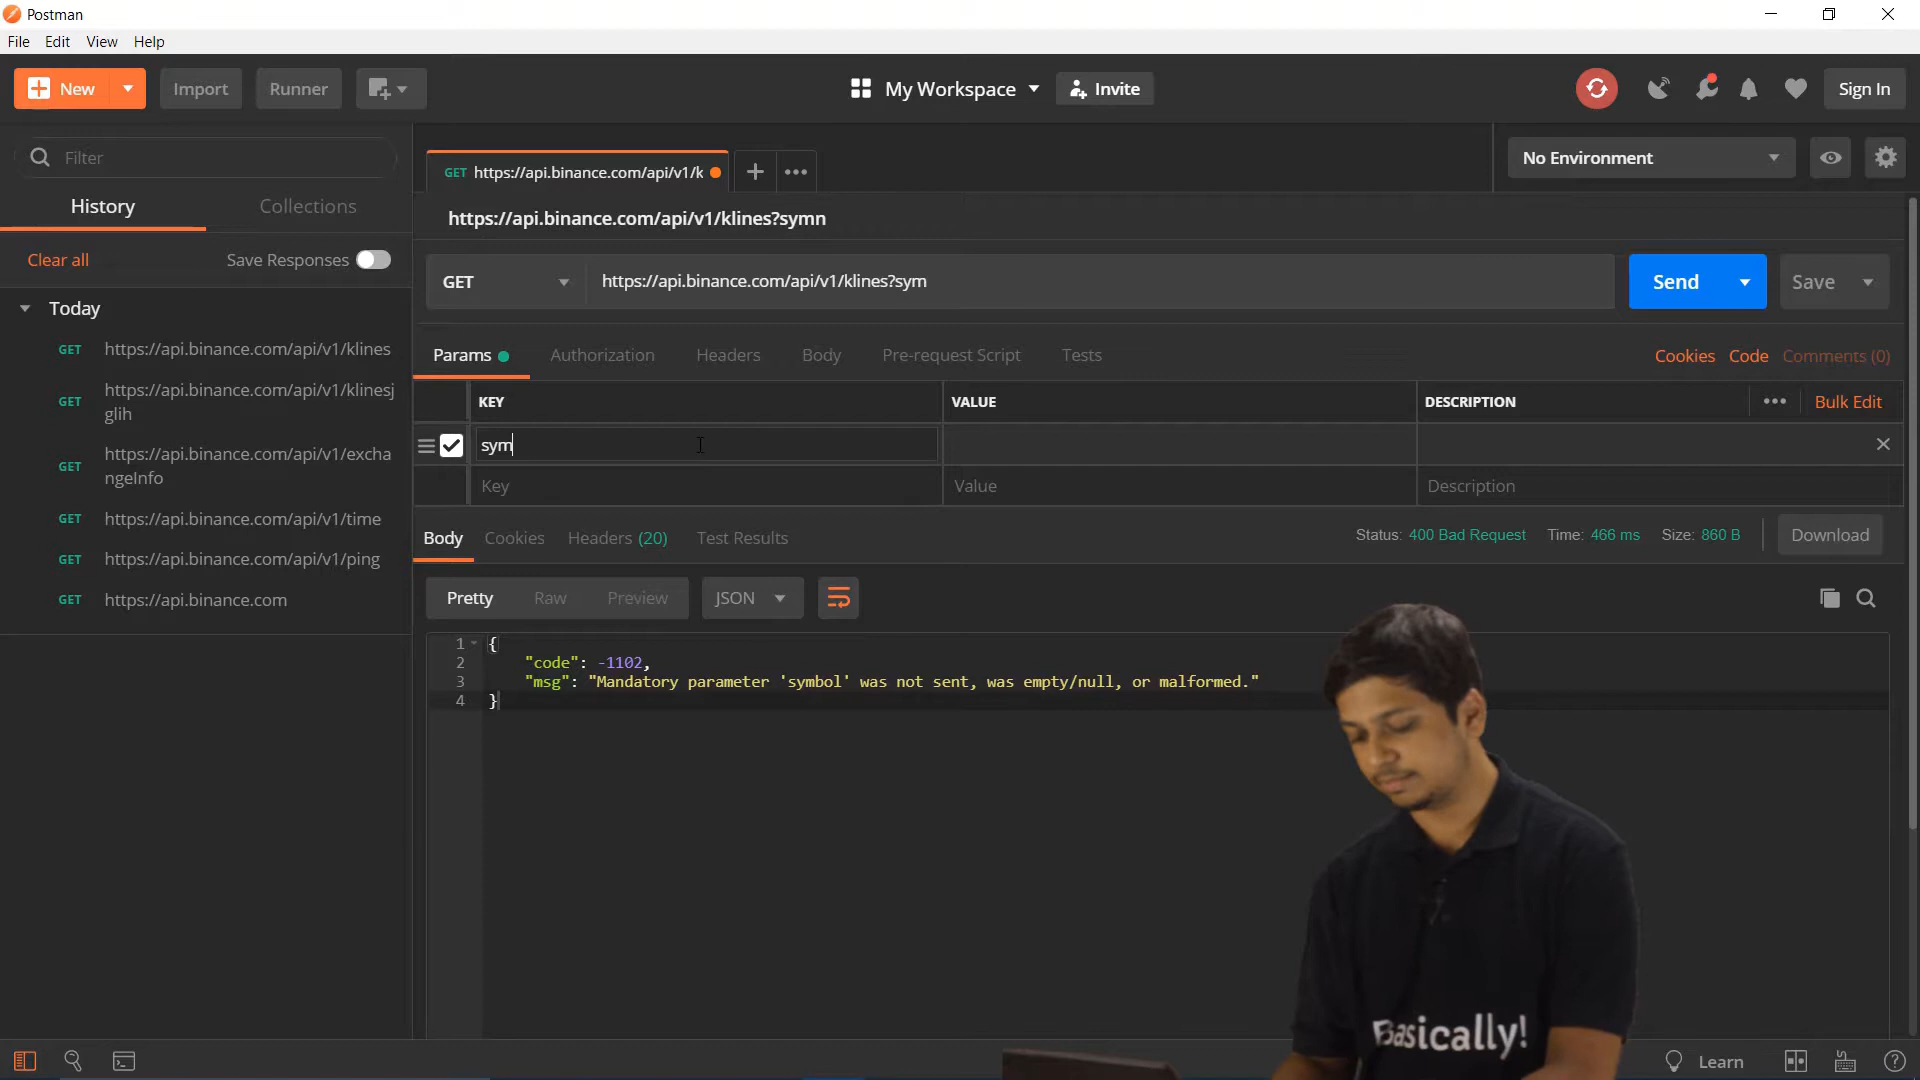 Postman
File Edit View Help
New Import Runner My Workspace Invite Sign In
Filter
History Collections
Clear all Save Responses
Today
GET https://api.binance.com/api/v1/klines
GET https://api.binance.com/api/v1/klinesj
glih
GET https://api.binance.com/api/v1/excha
ngeInfo
GET https://api.binance.com/api/v1/time
GET https://api.binance.com/api/v1/ping
GET https://api.binance.com
GET https://api.binance.com/api/v1/k
No Environment
https://api.binance.com/api/v1/klines?symn
GET https://api.binance.com/api/v1/klines?sym Send Save
Params Authorization Headers Body Pre-request Script Tests Cookies Code Comments (0)
KEY VALUE DESCRIPTION ••• Bulk Edit
sym
Key Value Description
Body Cookies Headers (20) Test Results Status: 400 Bad Request Time: 466 ms Size: 860 B Download
Pretty Raw Preview JSON
1 {
2 "code": -1102,
3 "msg": "Mandatory parameter 'symbol' was not sent, was empty/null, or malformed."
4 }
Basically!
Learn